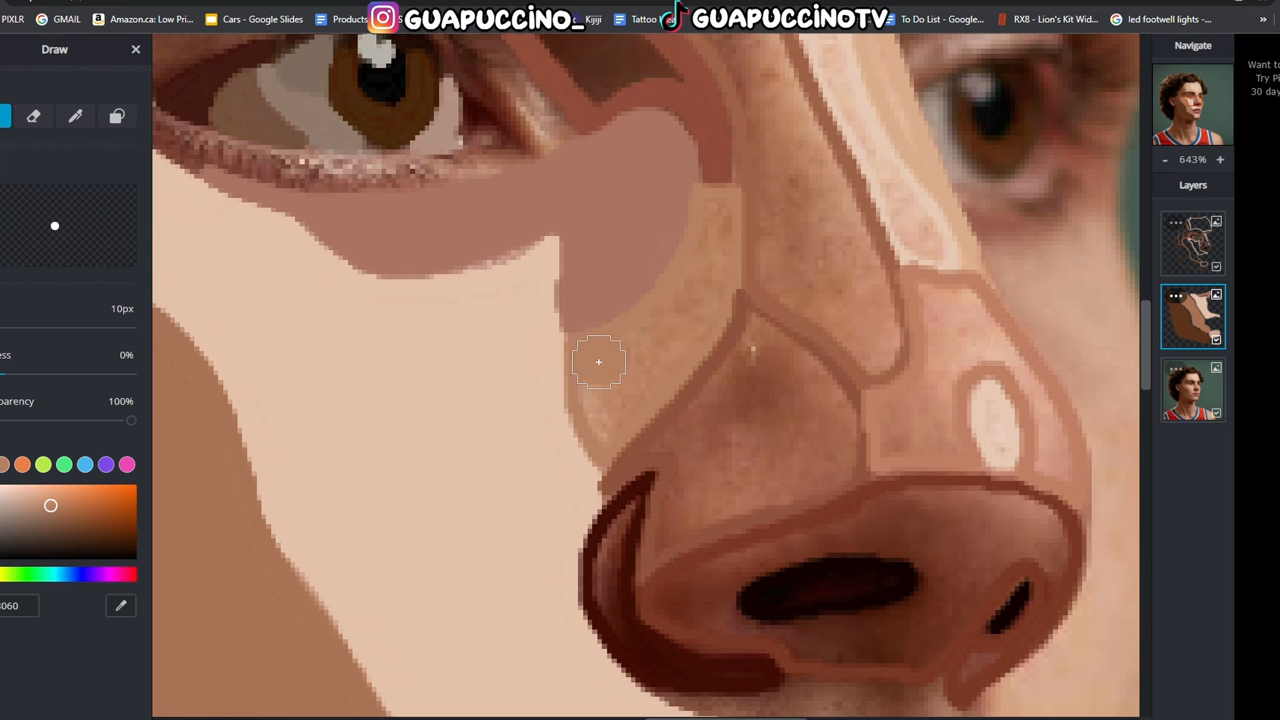 GUAPUCCINO_
GUAPUCCINOTV
PIXLR
GMAIL
Amazon.ca: Low Pri...
Cars - Google Slides
Products
Kijiji
Tattoo
To Do List - Google...
RX8 - Lion's Kit Wid...
led footwell lights -...
»
Draw
10px
ess
0%
parency
100%
060
Navigate
- 643% +
Layers
Want to
Try Pi
30 day